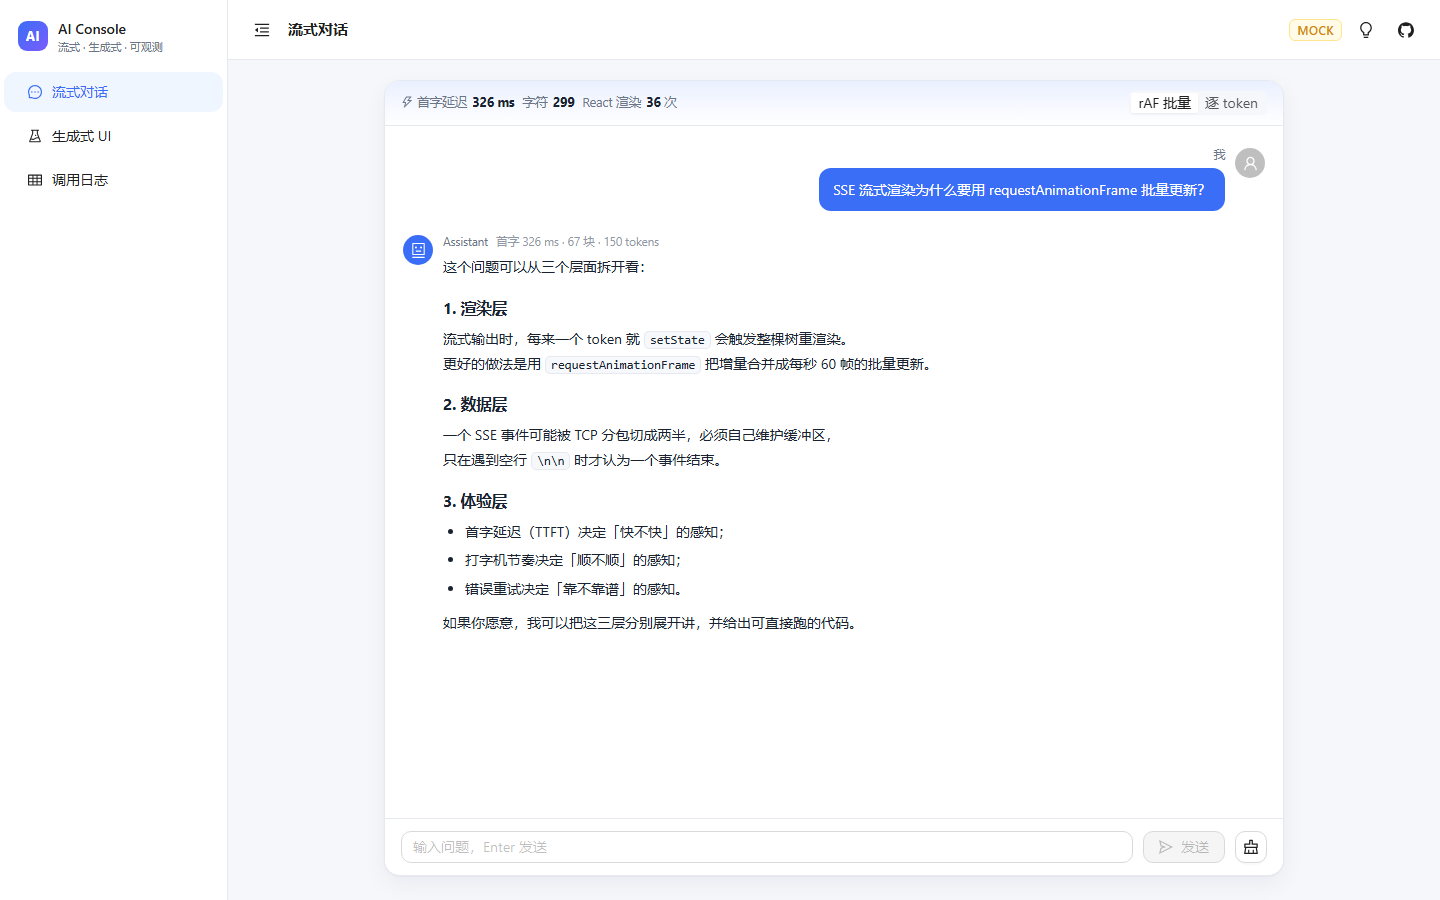 AI
AI Console
流式 · 生成式 · 可观测
流式对话
生成式 UI
调用日志
流式对话
MOCK
首字延迟 326 ms 字符 299 React 渲染 36 次
rAF 批量 逐 token
我
SSE 流式渲染为什么要用 requestAnimationFrame 批量更新？
Assistant 首字 326 ms · 67 块 · 150 tokens
这个问题可以从三个层面拆开看：
1. 渲染层
流式输出时，每来一个 token 就 setState 会触发整棵树重渲染。
更好的做法是用 requestAnimationFrame 把增量合并成每秒 60 帧的批量更新。
2. 数据层
一个 SSE 事件可能被 TCP 分包切成两半，必须自己维护缓冲区，
只在遇到空行 \n\n 时才认为一个事件结束。
3. 体验层
• 首字延迟（TTFT）决定「快不快」的感知；
• 打字机节奏决定「顺不顺」的感知；
• 错误重试决定「靠不靠谱」的感知。
如果你愿意，我可以把这三层分别展开讲，并给出可直接跑的代码。
输入问题，Enter 发送
发送